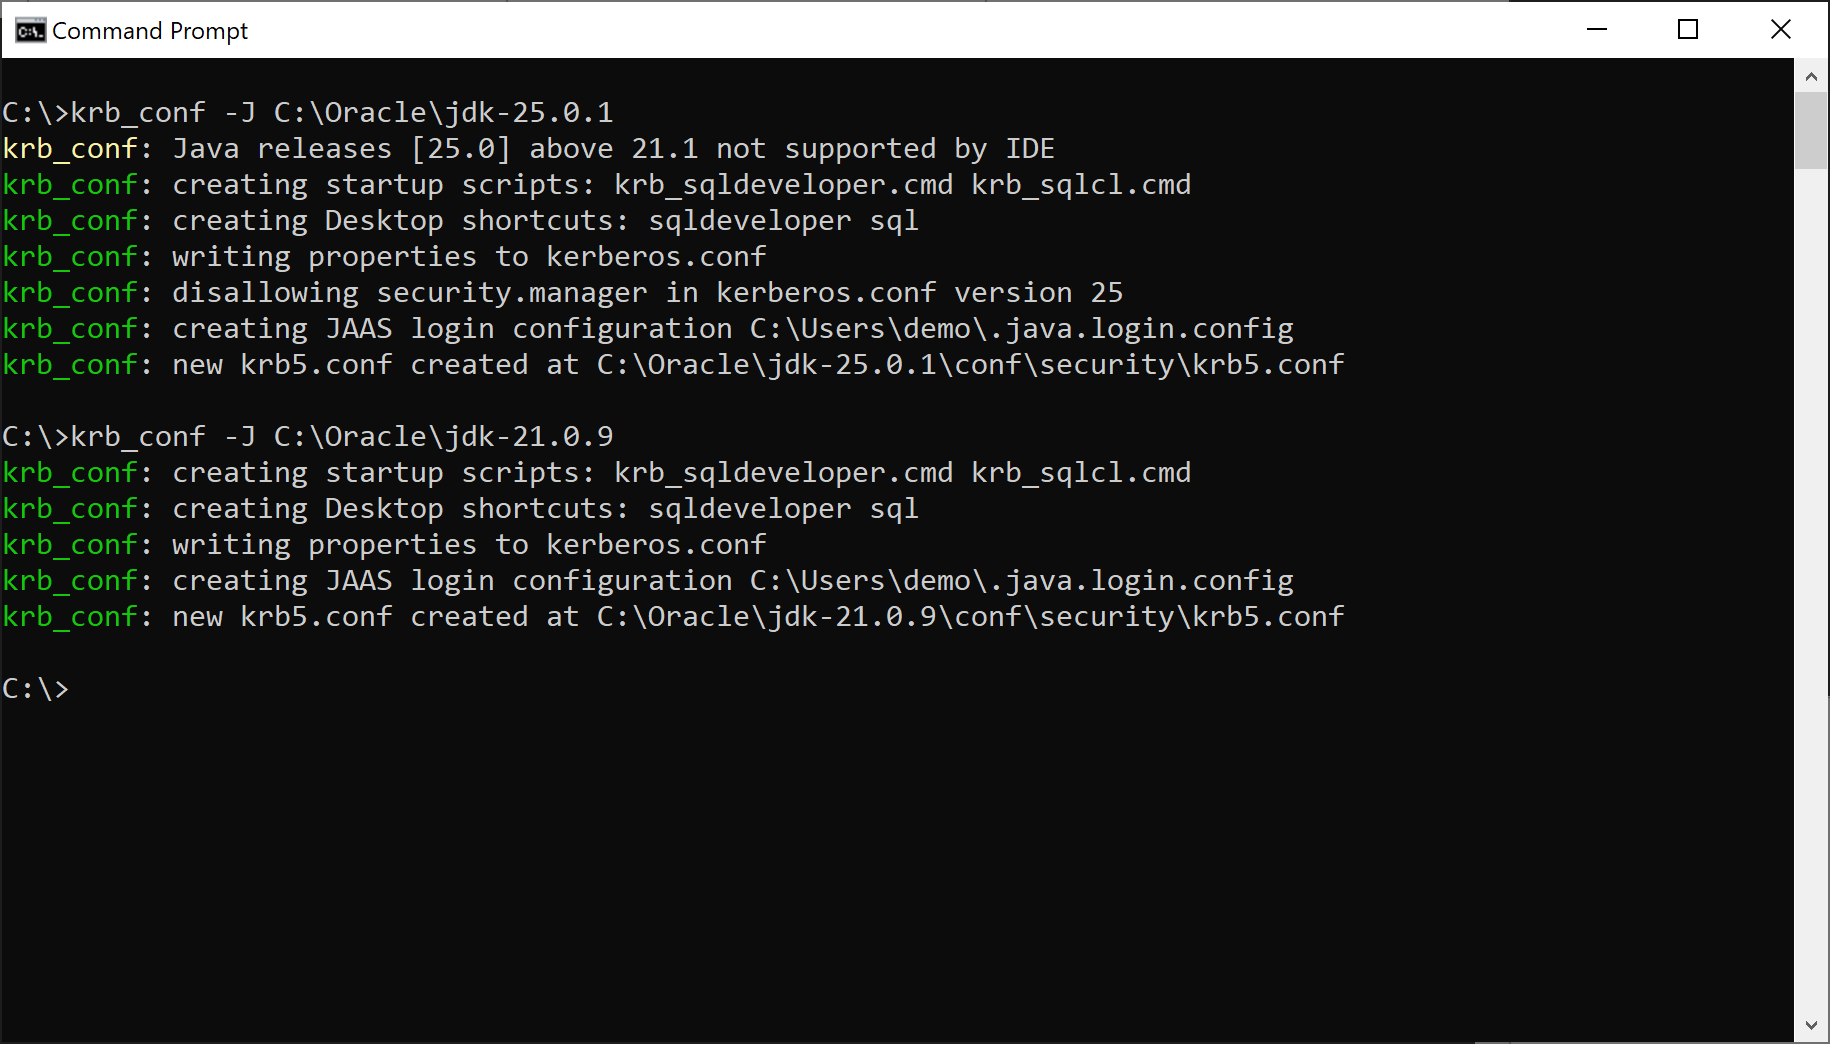 Command Prompt
C:\>krb_conf -J C:\Oracle\jdk-25.0.1
krb_conf: Java releases [25.0] above 21.1 not supported by IDE
krb_conf: creating startup scripts: krb_sqldeveloper.cmd krb_sqlcl.cmd
krb_conf: creating Desktop shortcuts: sqldeveloper sql
krb_conf: writing properties to kerberos.conf
krb_conf: disallowing security.manager in kerberos.conf version 25
krb_conf: creating JAAS login configuration C:\Users\demo\.java.login.config
krb_conf: new krb5.conf created at C:\Oracle\jdk-25.0.1\conf\security\krb5.conf
C:\>krb_conf -J C:\Oracle\jdk-21.0.9
krb_conf: creating startup scripts: krb_sqldeveloper.cmd krb_sqlcl.cmd
krb_conf: creating Desktop shortcuts: sqldeveloper sql
krb_conf: writing properties to kerberos.conf
krb_conf: creating JAAS login configuration C:\Users\demo\.java.login.config
krb_conf: new krb5.conf created at C:\Oracle\jdk-21.0.9\conf\security\krb5.conf
C:\>